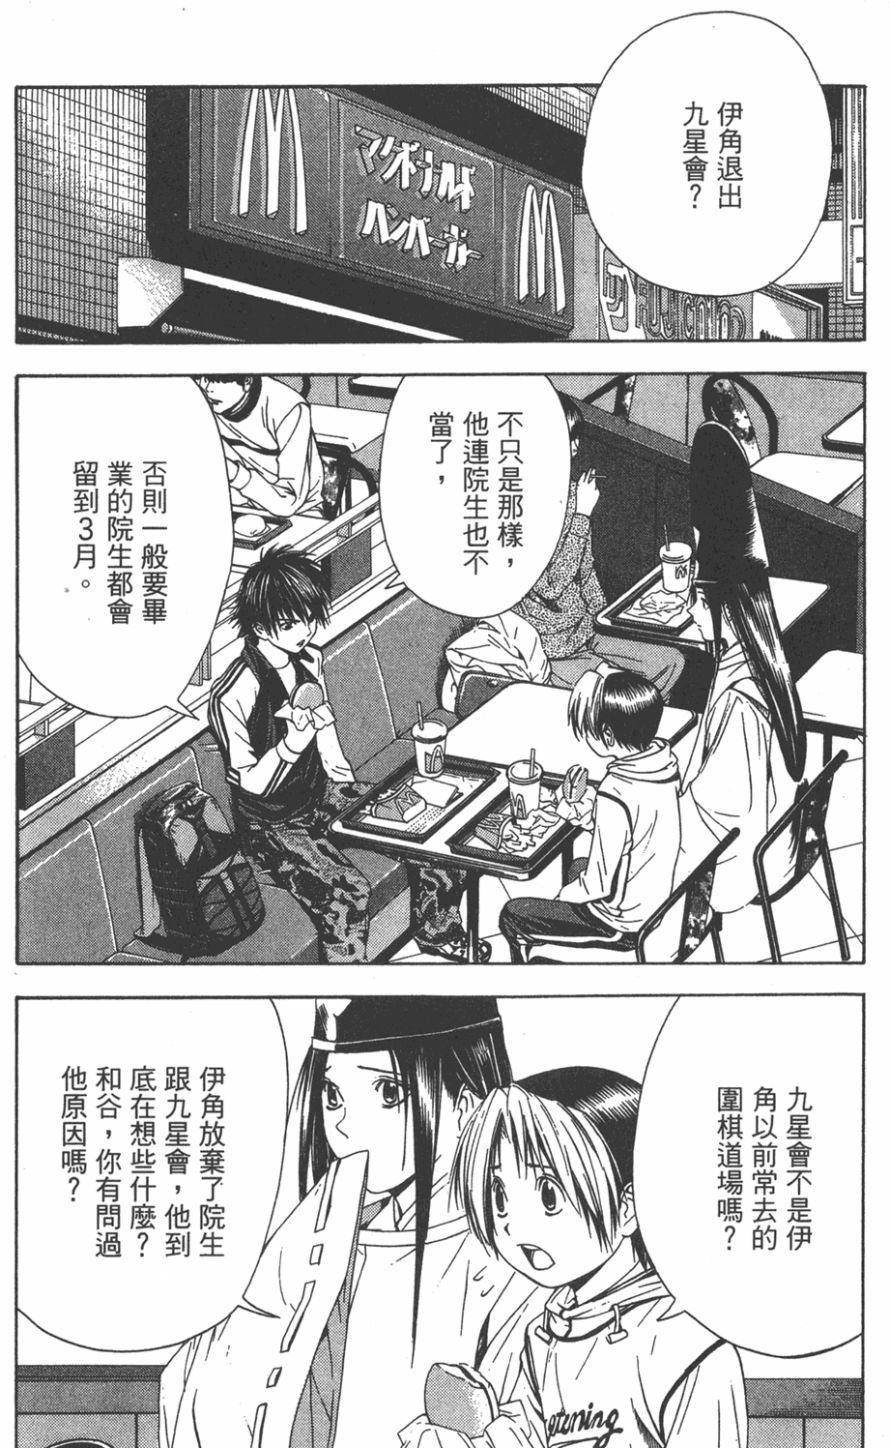 伊角退出
九星會？
マクドナルド
ハンバーガー
不只是那樣，
他連院生也不
當了，
否則一般要畢
業的院生都會
留到3月。
九星會不是伊
角以前常去的
圍棋道場嗎？
伊角放棄了院生
跟九星會，他到
底在想些什麼？
和谷，你有問過
他原因嗎？